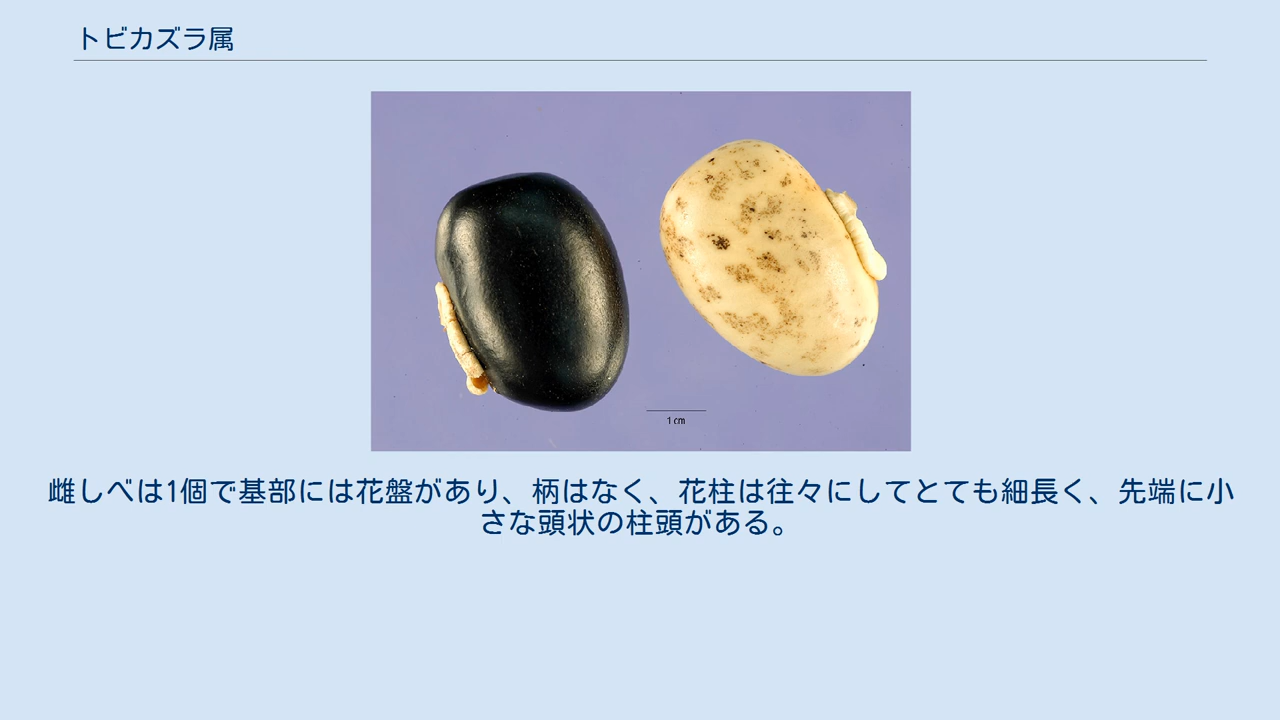 トビカズラ属
1 cm
雌しべは1個で基部には花盤があり、柄はなく、花柱は往々にしてとても細長く、先端に小
さな頭状の柱頭がある。